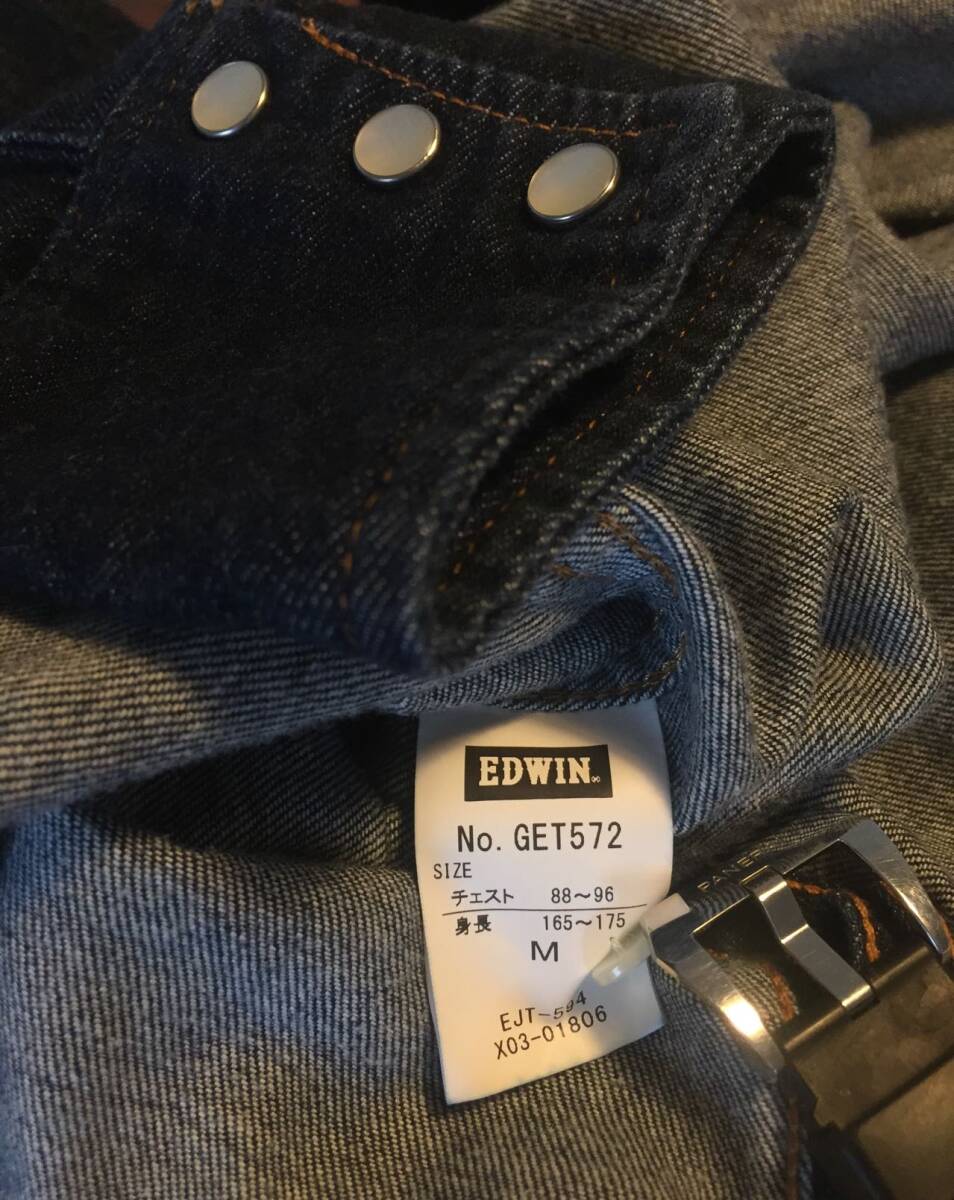 EDWIN®
No. GET572
SIZE
チェスト 88～96
身長 165～175
M
EJT-594
X03-01806